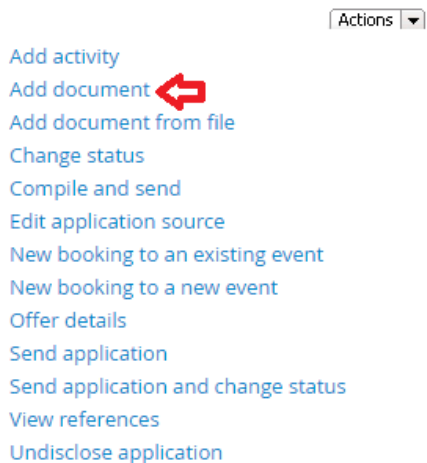 Actions
Add activity
Add document
Add document from file
Change status
Compile and send
Edit application source
New booking to an existing event
New booking to a new event
Offer details
Send application
Send application and change status
View references
Undisclose application